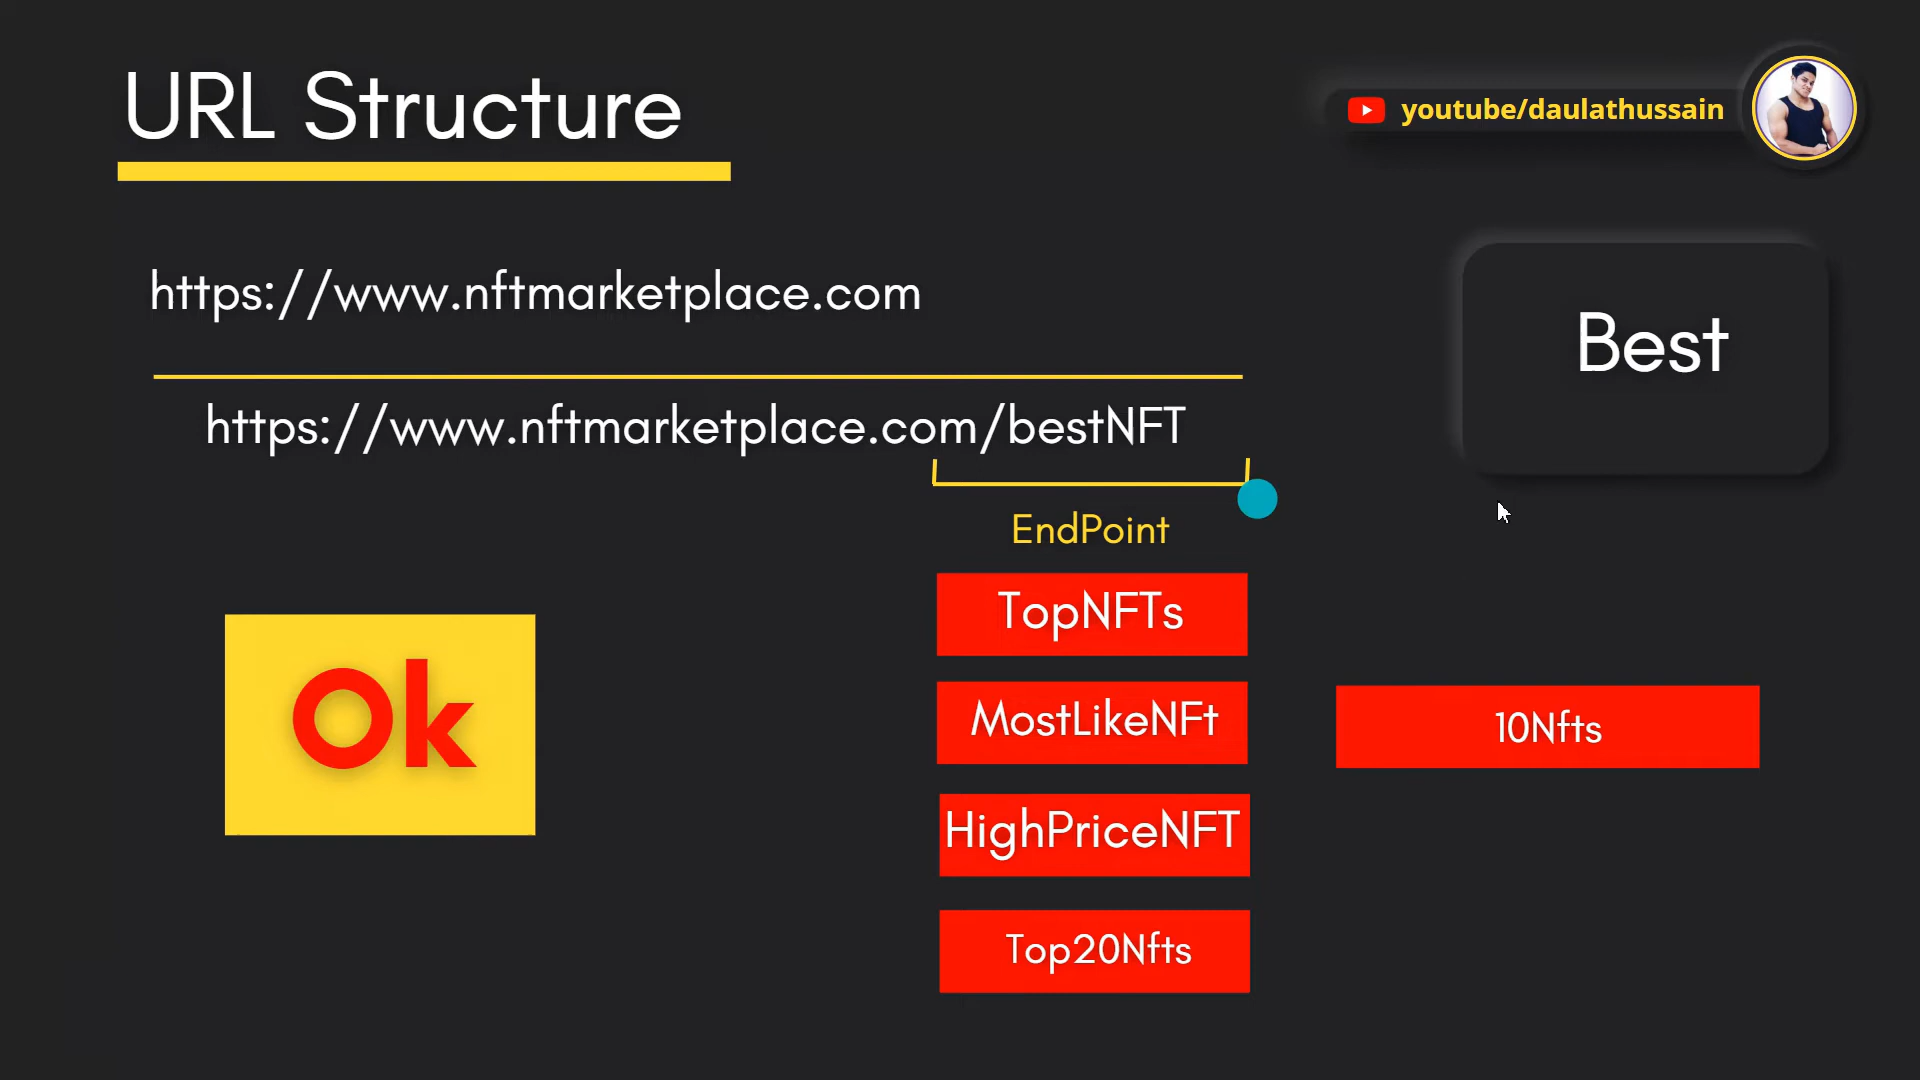 URL Structure
youtube/daulathussain
https://www.nftmarketplace.com
Best
https://www.nftmarketplace.com/bestNFT
EndPoint
TopNFTs
Ok
MostLikeNFt
10Nfts
HighPriceNFT
Top20Nfts